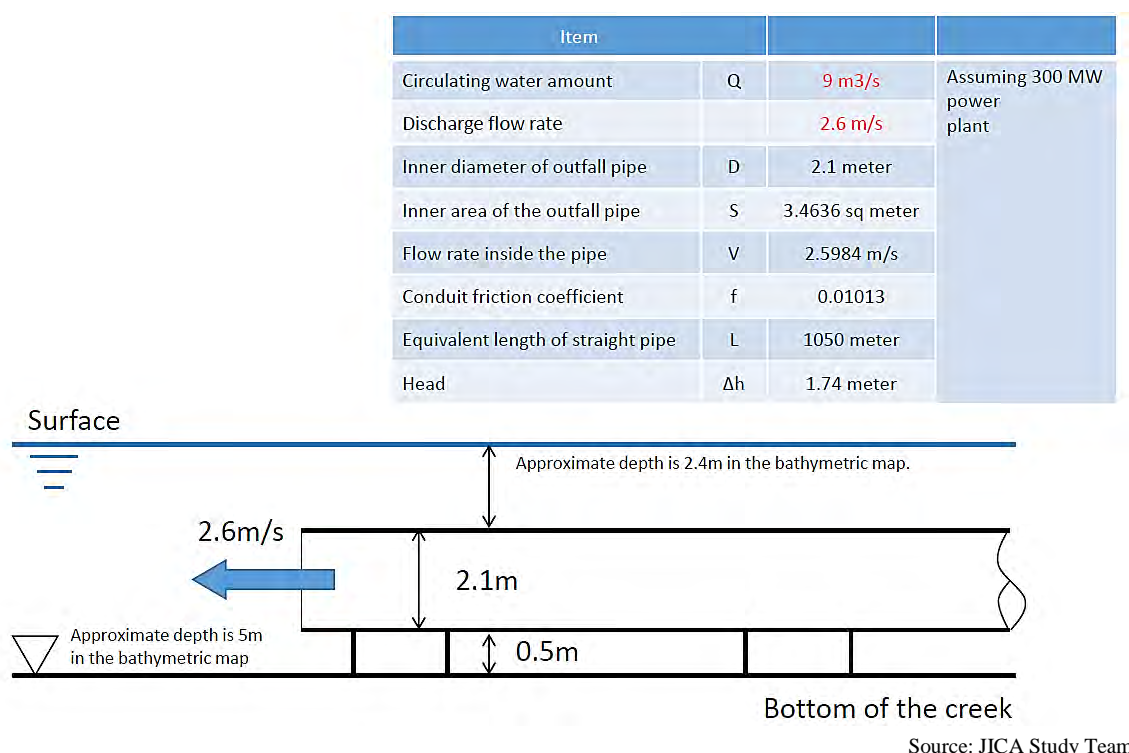 Item
Circulating water amount Q 9 m3/s Assuming 300 MW
power
plant
Discharge flow rate 2.6 m/s
Inner diameter of outfall pipe D 2.1 meter
Inner area of the outfall pipe S 3.4636 sq meter
Flow rate inside the pipe V 2.5984 m/s
Conduit friction coefficient f 0.01013
Equivalent length of straight pipe L 1050 meter
Head Δh 1.74 meter
Surface
Approximate depth is 2.4m in the bathymetric map.
2.6m/s
2.1m
Approximate depth is 5m
in the bathymetric map
0.5m
Bottom of the creek
Source: JICA Study Team